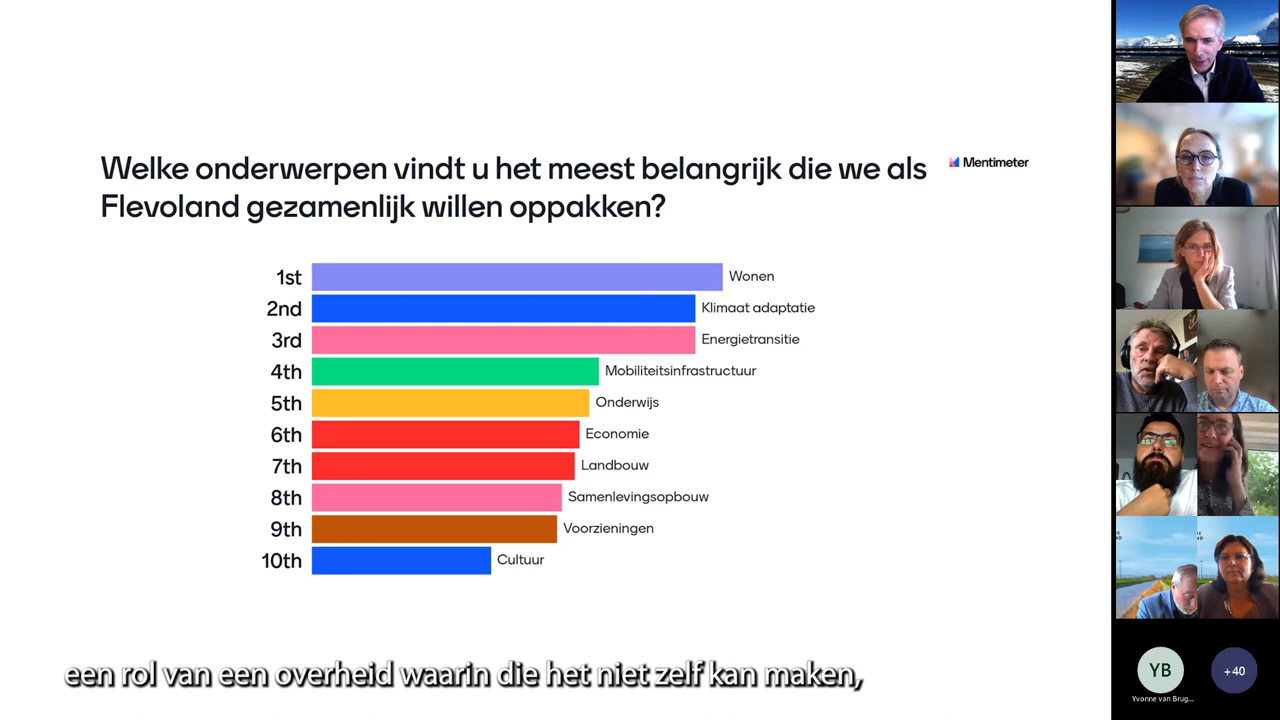 Welke onderwerpen vindt u het meest belangrijk die we als
Flevoland gezamenlijk willen oppakken?
Mentimeter
1st Wonen
2nd Klimaat adaptatie
3rd Energietransitie
4th Mobiliteitsinfrastructuur
5th Onderwijs
6th Economie
7th Landbouw
8th Samenlevingsopbouw
9th Voorzieningen
10th Cultuur
een rol van een overheid waarin die het niet zelf kan maken,
YB
+40
Yvonne van Brug...